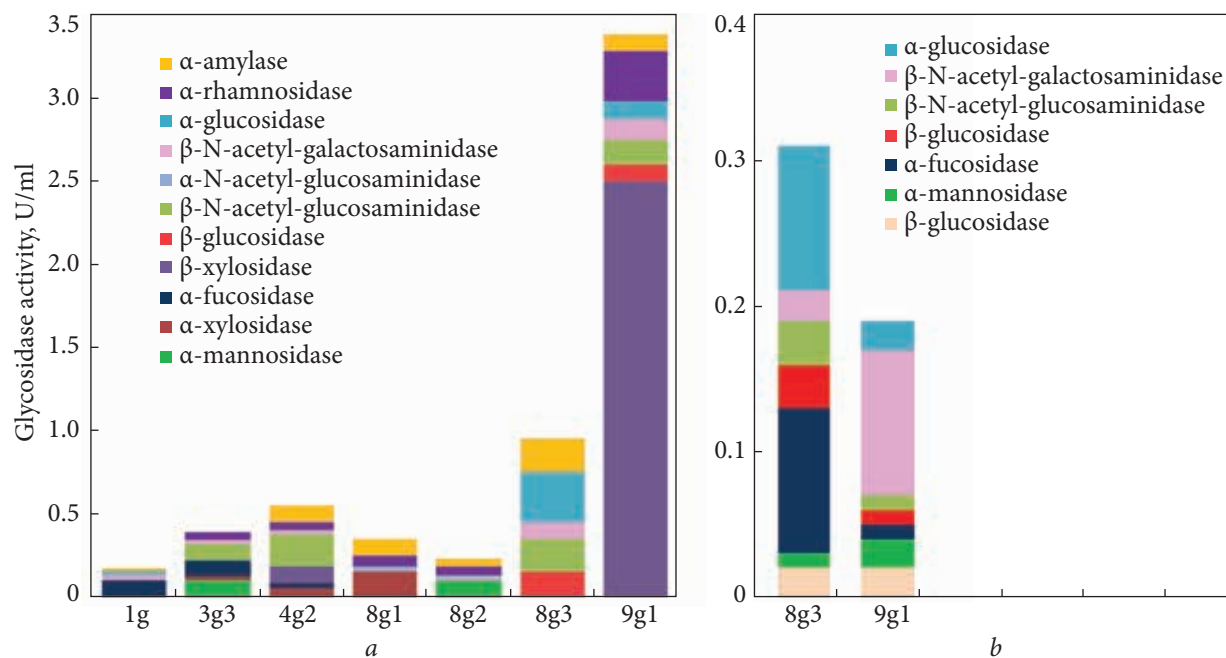 Glycosidase activity, U/ml
3.5
3.0
2.5
2.0
1.5
1.0
0.5
0
α-amylase
α-rhamnosidase
α-glucosidase
β-N-acetyl-galactosaminidase
α-N-acetyl-glucosaminidase
β-N-acetyl-glucosaminidase
β-glucosidase
β-xylosidase
α-fucosidase
α-xylosidase
α-mannosidase
1g 3g3 4g2 8g1 8g2 8g3 9g1
a
0.4
0.3
0.2
0.1
0
α-glucosidase
β-N-acetyl-galactosaminidase
β-N-acetyl-glucosaminidase
β-glucosidase
α-fucosidase
α-mannosidase
β-glucosidase
8g3 9g1
b